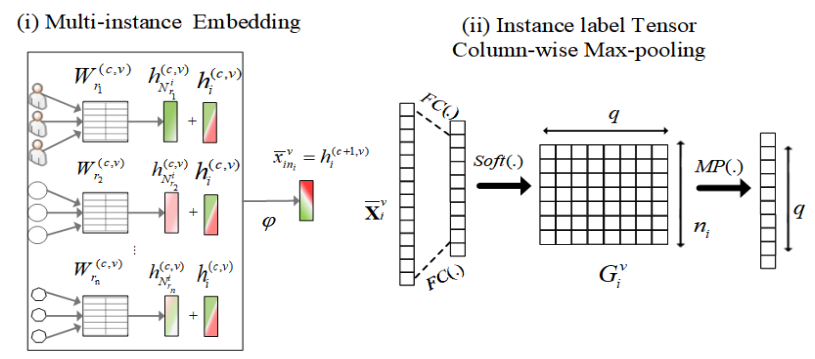 (i) Multi-instance Embedding
W_{r_1}^{(c,v)} h_{N_{r_1}^i}^{(c,v)} h_i^{(c,v)}
+
W_{r_2}^{(c,v)} h_{N_{r_2}^i}^{(c,v)} h_i^{(c,v)}
+
⋮
W_{r_n}^{(c,v)} h_{N_{r_n}^i}^{(c,v)} h_i^{(c,v)}
+
x̄_{in_i}^v = h_i^{(c+1,v)}
φ
(ii) Instance label Tensor
Column-wise Max-pooling
X̄_i^v
FC(.)
FC(.)
Soft(.)
q
n_i
G_i^v
MP(.)
q